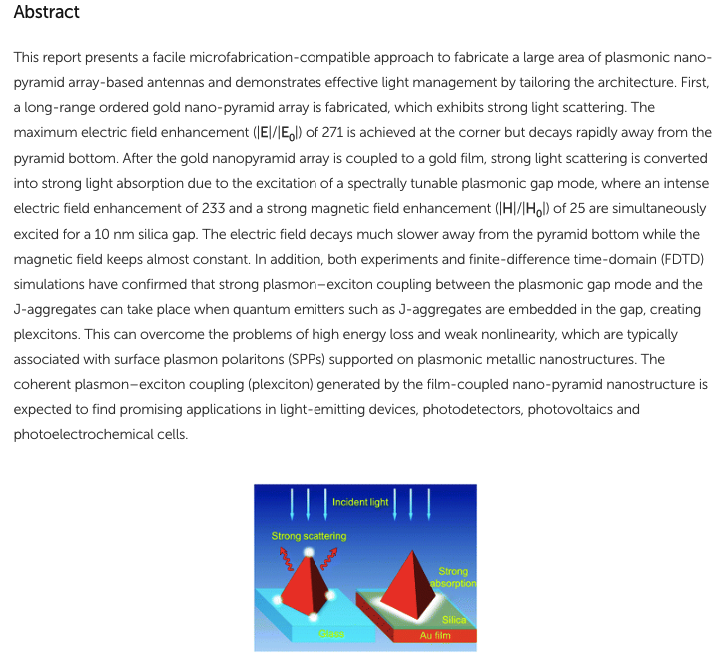 Abstract
This report presents a facile microfabrication-compatible approach to fabricate a large area of plasmonic nano-
pyramid array-based antennas and demonstrates effective light management by tailoring the architecture. First,
a long-range ordered gold nano-pyramid array is fabricated, which exhibits strong light scattering. The
maximum electric field enhancement (|E|/|E₀|) of 271 is achieved at the corner but decays rapidly away from the
pyramid bottom. After the gold nanopyramid array is coupled to a gold film, strong light scattering is converted
into strong light absorption due to the excitation of a spectrally tunable plasmonic gap mode, where an intense
electric field enhancement of 233 and a strong magnetic field enhancement (|H|/|H₀|) of 25 are simultaneously
excited for a 10 nm silica gap. The electric field decays much slower away from the pyramid bottom while the
magnetic field keeps almost constant. In addition, both experiments and finite-difference time-domain (FDTD)
simulations have confirmed that strong plasmon–exciton coupling between the plasmonic gap mode and the
J-aggregates can take place when quantum emitters such as J-aggregates are embedded in the gap, creating
plexcitons. This can overcome the problems of high energy loss and weak nonlinearity, which are typically
associated with surface plasmon polaritons (SPPs) supported on plasmonic metallic nanostructures. The
coherent plasmon–exciton coupling (plexciton) generated by the film-coupled nano-pyramid nanostructure is
expected to find promising applications in light-emitting devices, photodetectors, photovoltaics and
photoelectrochemical cells.
Incident light
Strong scattering
Strong
absorption
Silica
Glass
Au film